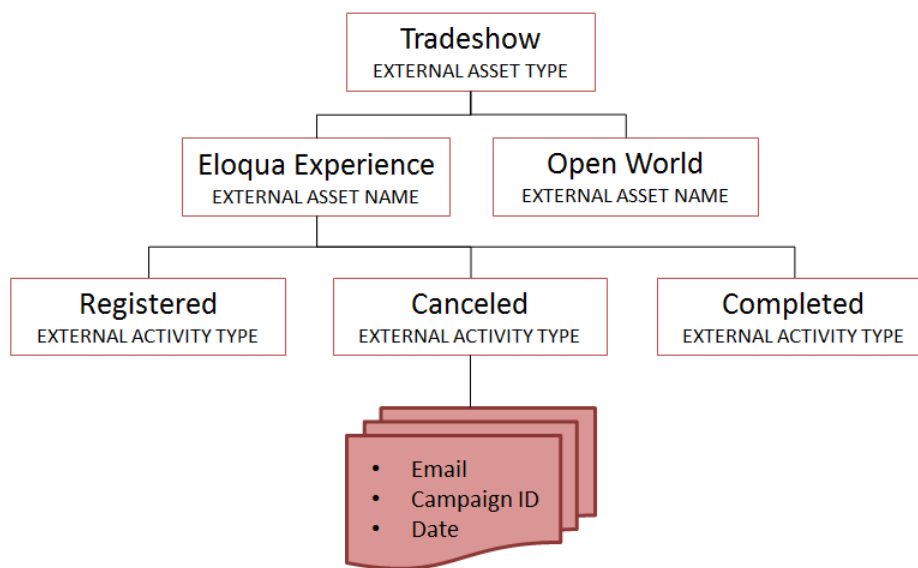 Tradeshow
EXTERNAL ASSET TYPE
Eloqua Experience
EXTERNAL ASSET NAME
Open World
EXTERNAL ASSET NAME
Registered
EXTERNAL ACTIVITY TYPE
Canceled
EXTERNAL ACTIVITY TYPE
Completed
EXTERNAL ACTIVITY TYPE
• Email
• Campaign ID
• Date